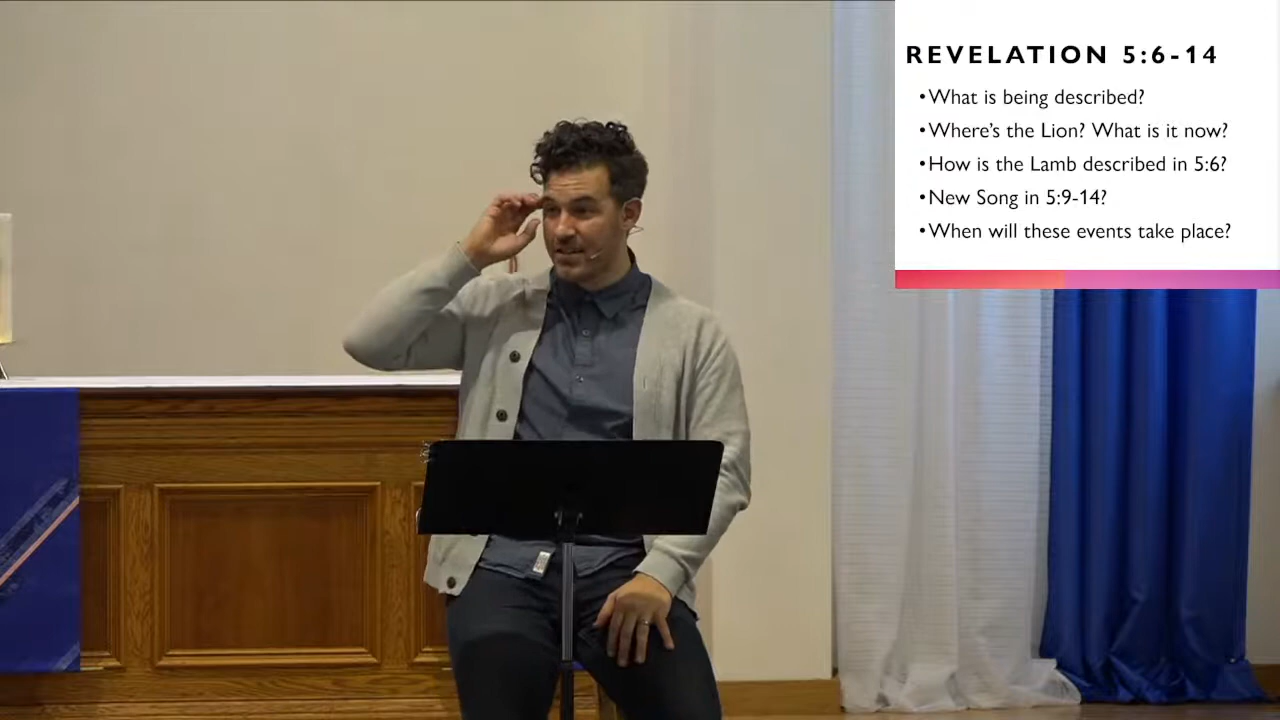 REVELATION 5:6-14
•What is being described?
•Where's the Lion? What is it now?
•How is the Lamb described in 5:6?
•New Song in 5:9-14?
•When will these events take place?